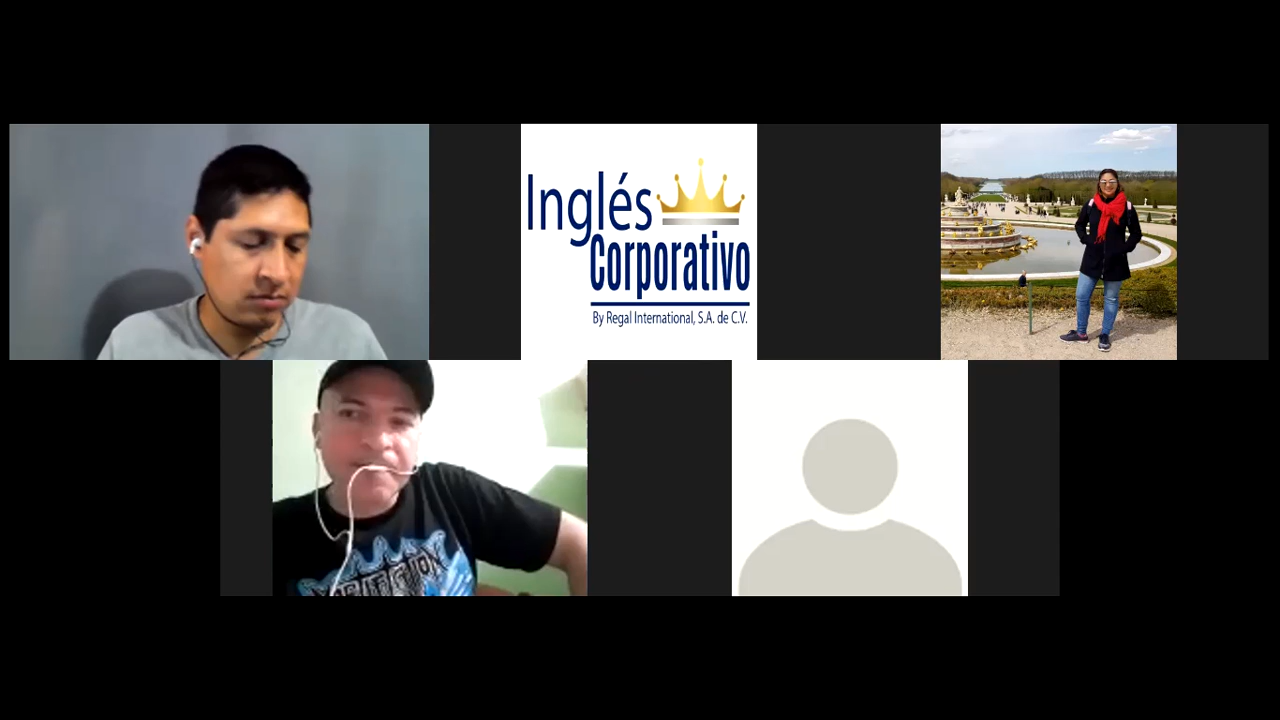 Inglés
Corporativo
By Regal International, S.A. de C.V.